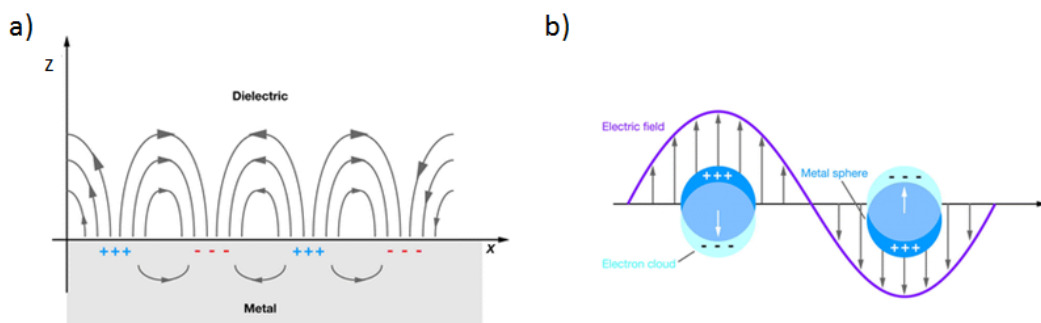 a)
z
Dielectric
+++
- - -
+++
- - -
x
Metal
b)
Electric field
+++
Metal sphere
- - -
- - -
+++
Electron cloud